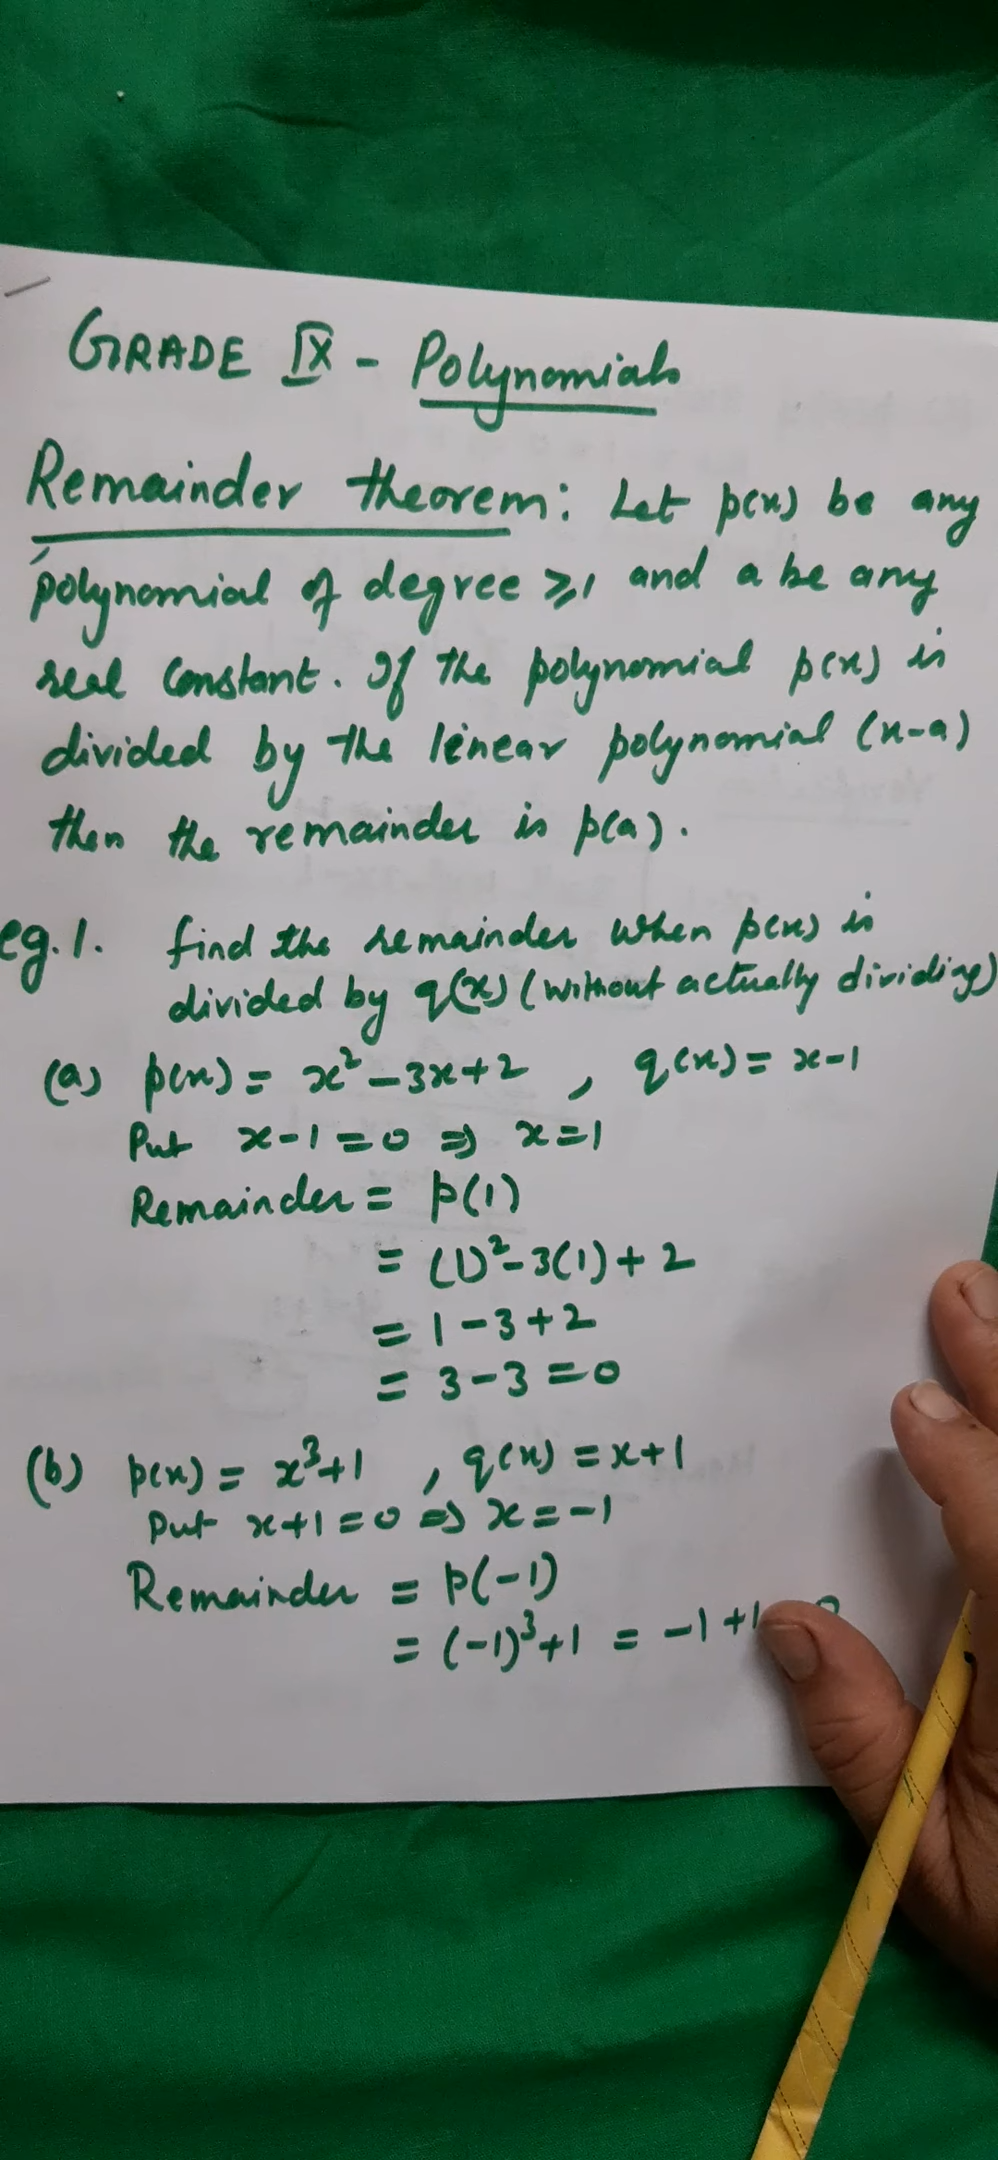 GRADE IX - Polynomials
Remainder theorem: Let p(x) be any
polynomial of degree ⩾1 and a be any
real constant. If the polynomial p(x) is
divided by the linear polynomial (x-a)
then the remainder is p(a).
eg.1. find the remainder when p(x) is
divided by q(x) (without actually dividing)
(a) p(x) = x²-3x+2 , q(x) = x-1
Put x-1=0 ⇒ x=1
Remainder = p(1)
= (1)²-3(1)+2
= 1-3+2
= 3-3=0
(b) p(x) = x³+1 , q(x) = x+1
Put x+1=0 ⇒ x=-1
Remainder = p(-1)
= (-1)³+1 = -1+1